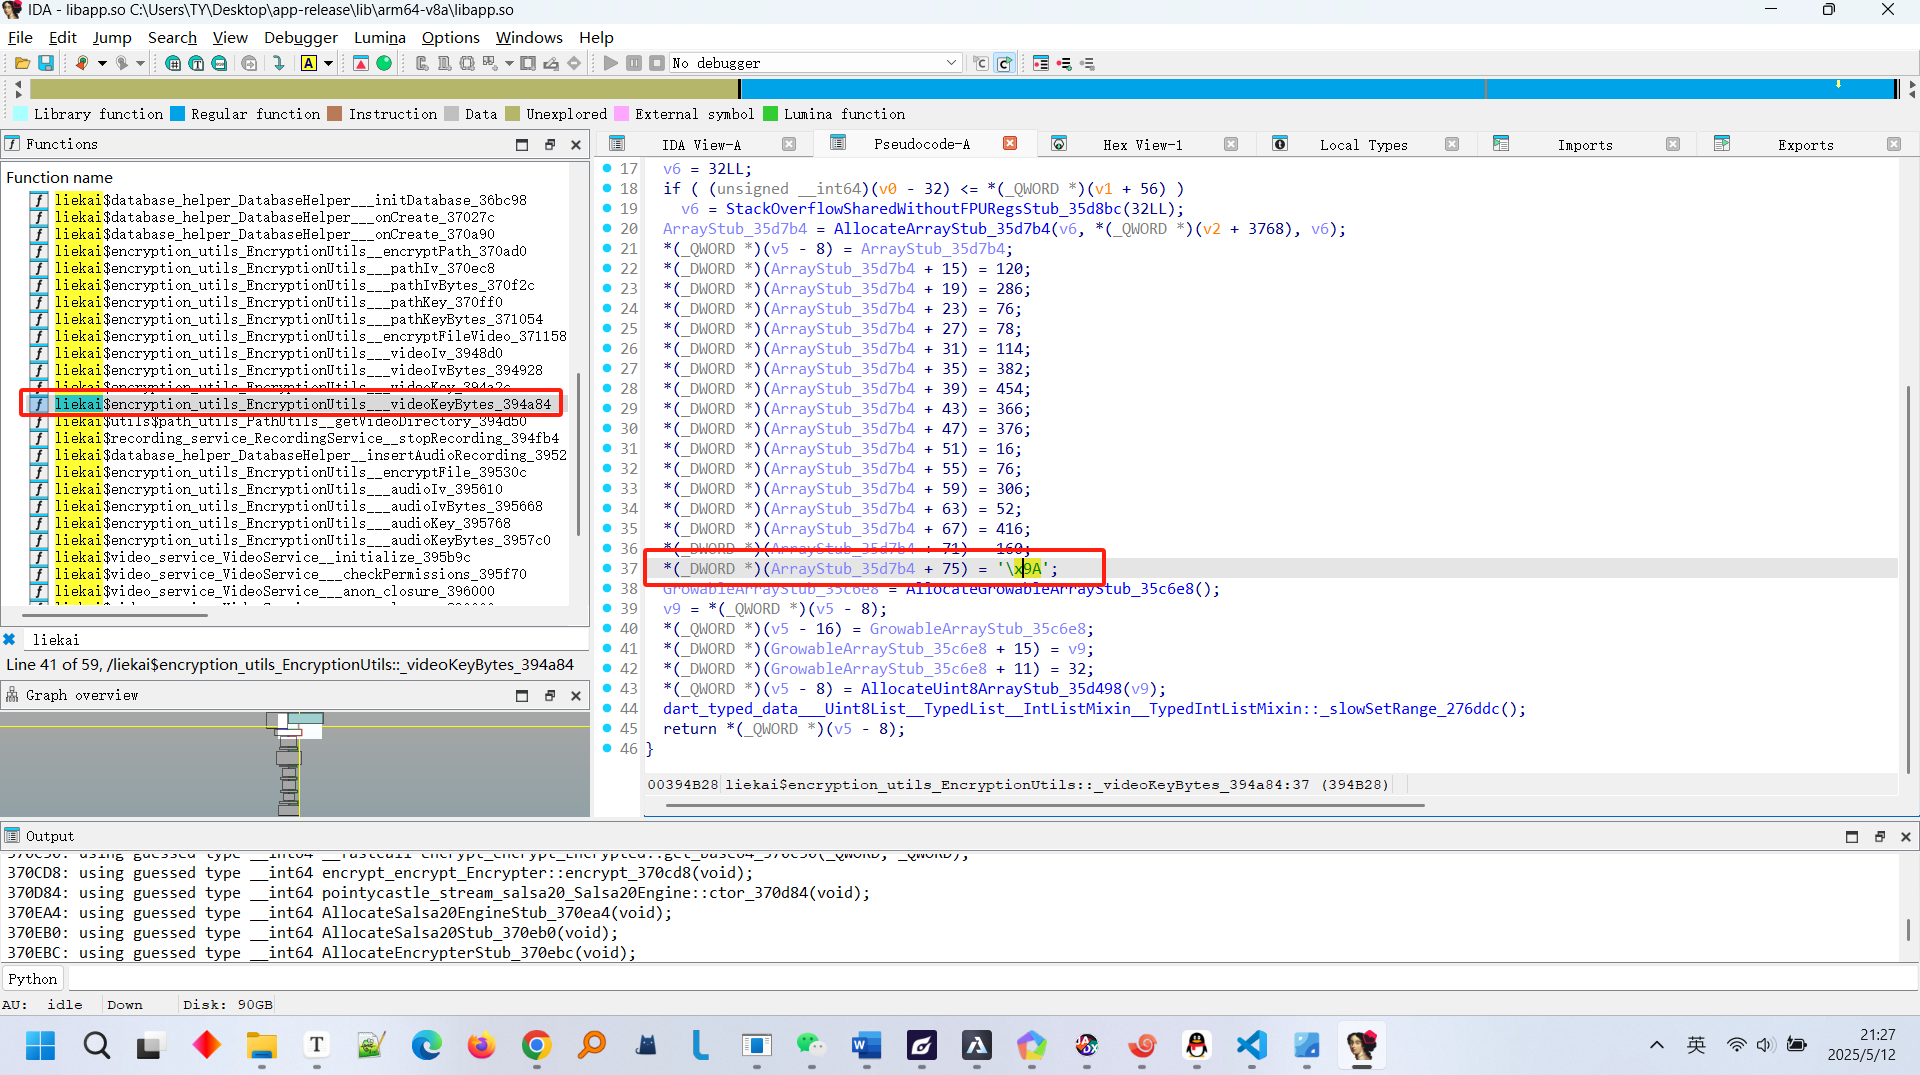 IDA - libapp.so C:\Users\TY\Desktop\app-release\lib\arm64-v8a\libapp.so
File Edit Jump Search View Debugger Lumina Options Windows Help
No debugger
Library function Regular function Instruction Data Unexplored External symbol Lumina function
Functions
IDA View-A Pseudocode-A Hex View-1 Local Types Imports Exports
Function name
liekai$database_helper_DatabaseHelper___initDatabase_36bc98
liekai$database_helper_DatabaseHelper___onCreate_37027c
liekai$database_helper_DatabaseHelper___onCreate_370a90
liekai$encryption_utils_EncryptionUtils__encryptPath_370ad0
liekai$encryption_utils_EncryptionUtils___pathIv_370ec8
liekai$encryption_utils_EncryptionUtils___pathIvBytes_370f2c
liekai$encryption_utils_EncryptionUtils___pathKey_370ff0
liekai$encryption_utils_EncryptionUtils___pathKeyBytes_371054
liekai$encryption_utils_EncryptionUtils__encryptFileVideo_371158
liekai$encryption_utils_EncryptionUtils___videoIv_3948d0
liekai$encryption_utils_EncryptionUtils___videoIvBytes_394928
liekai$encryption_utils_EncryptionUtils___videoKey_394a2c
liekai$encryption_utils_EncryptionUtils___videoKeyBytes_394a84
liekai$utils$path_utils_PathUtils__getVideoDirectory_394d50
liekai$recording_service_RecordingService__stopRecording_394fb4
liekai$database_helper_DatabaseHelper__insertAudioRecording_3952
liekai$encryption_utils_EncryptionUtils__encryptFile_39530c
liekai$encryption_utils_EncryptionUtils___audioIv_395610
liekai$encryption_utils_EncryptionUtils___audioIvBytes_395668
liekai$encryption_utils_EncryptionUtils___audioKey_395768
liekai$encryption_utils_EncryptionUtils___audioKeyBytes_3957c0
liekai$video_service_VideoService__initialize_395b9c
liekai$video_service_VideoService___checkPermissions_395f70
liekai$video_service_VideoService___anon_closure_396000
liekai
Line 41 of 59, /liekai$encryption_utils_EncryptionUtils::_videoKeyBytes_394a84
Graph overview
17 v6 = 32LL;
18 if ( (unsigned __int64)(v0 - 32) <= *(_QWORD *)(v1 + 56) )
19 v6 = StackOverflowSharedWithoutFPURegsStub_35d8bc(32LL);
20 ArrayStub_35d7b4 = AllocateArrayStub_35d7b4(v6, *(_QWORD *)(v2 + 3768), v6);
21 *(_QWORD *)(v5 - 8) = ArrayStub_35d7b4;
22 *(_DWORD *)(ArrayStub_35d7b4 + 15) = 120;
23 *(_DWORD *)(ArrayStub_35d7b4 + 19) = 286;
24 *(_DWORD *)(ArrayStub_35d7b4 + 23) = 76;
25 *(_DWORD *)(ArrayStub_35d7b4 + 27) = 78;
26 *(_DWORD *)(ArrayStub_35d7b4 + 31) = 114;
27 *(_DWORD *)(ArrayStub_35d7b4 + 35) = 382;
28 *(_DWORD *)(ArrayStub_35d7b4 + 39) = 454;
29 *(_DWORD *)(ArrayStub_35d7b4 + 43) = 366;
30 *(_DWORD *)(ArrayStub_35d7b4 + 47) = 376;
31 *(_DWORD *)(ArrayStub_35d7b4 + 51) = 16;
32 *(_DWORD *)(ArrayStub_35d7b4 + 55) = 76;
33 *(_DWORD *)(ArrayStub_35d7b4 + 59) = 306;
34 *(_DWORD *)(ArrayStub_35d7b4 + 63) = 52;
35 *(_DWORD *)(ArrayStub_35d7b4 + 67) = 416;
36 *(_DWORD *)(ArrayStub_35d7b4 + 71) = 160;
37 *(_DWORD *)(ArrayStub_35d7b4 + 75) = '\x9A';
38 GrowableArrayStub_35c6e8 = AllocateGrowableArrayStub_35c6e8();
39 v9 = *(_QWORD *)(v5 - 8);
40 *(_QWORD *)(v5 - 16) = GrowableArrayStub_35c6e8;
41 *(_DWORD *)(GrowableArrayStub_35c6e8 + 15) = v9;
42 *(_DWORD *)(GrowableArrayStub_35c6e8 + 11) = 32;
43 *(_QWORD *)(v5 - 8) = AllocateUint8ArrayStub_35d498(v9);
44 dart_typed_data___Uint8List__TypedList__IntListMixin__TypedIntListMixin::_slowSetRange_276ddc();
45 return *(_QWORD *)(v5 - 8);
46 }
00394B28 liekai$encryption_utils_EncryptionUtils::_videoKeyBytes_394a84:37 (394B28)
Output
370C50: using guessed type __int64 __fastcall encrypt_encrypt_Encrypted::get_base64_370c50(_QWORD, _QWORD);
370CD8: using guessed type __int64 encrypt_encrypt_Encrypter::encrypt_370cd8(void);
370D84: using guessed type __int64 pointycastle_stream_salsa20_Salsa20Engine::ctor_370d84(void);
370EA4: using guessed type __int64 AllocateSalsa20EngineStub_370ea4(void);
370EB0: using guessed type __int64 AllocateSalsa20Stub_370eb0(void);
370EBC: using guessed type __int64 AllocateEncrypterStub_370ebc(void);
Python
AU: idle Down Disk: 90GB
英
21:27
2025/5/12